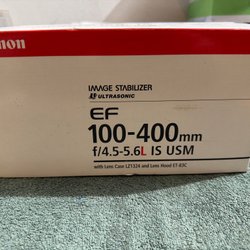 non
IMAGE STABILIZER
ULTRASONIC
EF
100-400mm
f/4.5-5.6L IS USM
with Lens Case LZ1324 and Lens Hood ET-83C